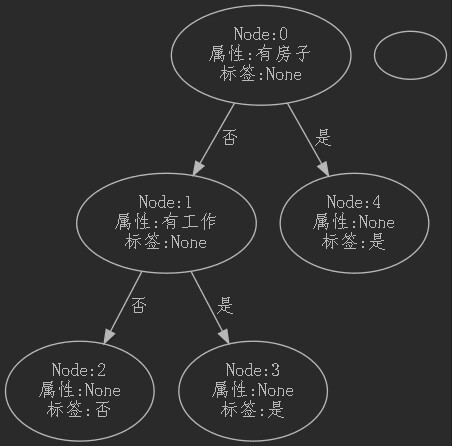 Node:0
属性:有房子
标签:None
否
是
Node:1
属性:有工作
标签:None
Node:4
属性:None
标签:是
否
是
Node:2
属性:None
标签:否
Node:3
属性:None
标签:是